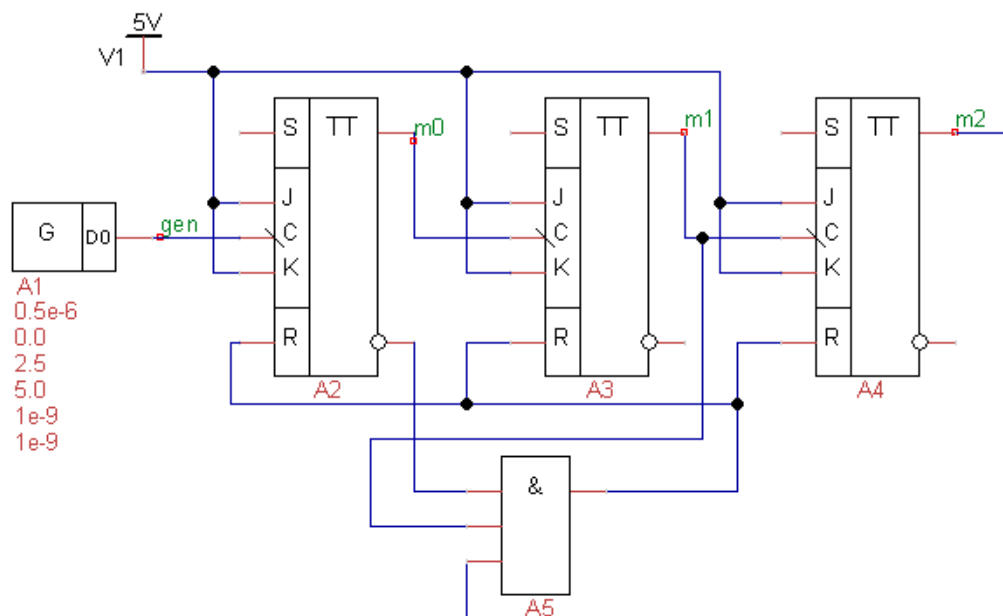 5V
V1
S TT m0
S TT m1
S TT m2
J
J
J
G D0 gen C
C
C
K
K
K
A1
0.5e-6
0.0
2.5
5.0
1e-9
1e-9
R
R
R
A2
A3
A4
&
A5